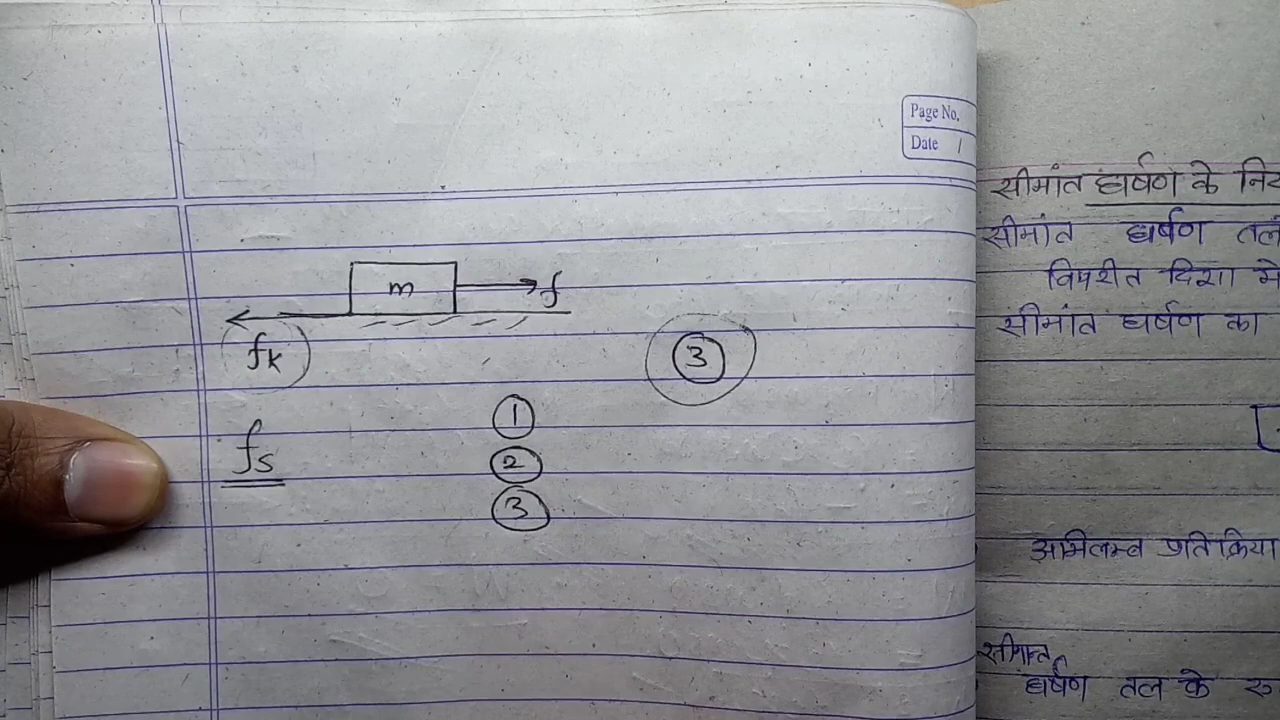 Page No.
Date /
m f
fk
3
fs
1
2
3
सीमांत घर्षण के
सीमांत घर्षण
विपरीत दिशा मे
सीमांत घर्षण का
अभिलम्ब प्रतिक्रिया
सीमान्त
घर्षण तल के